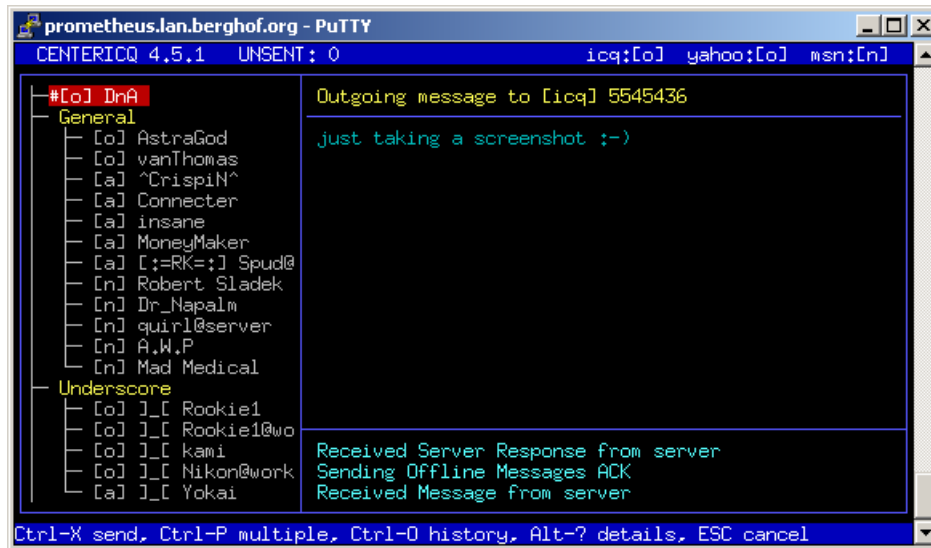 prometheus.lan.berghof.org - PuTTY
CENTERICQ 4.5.1 UNSENT: 0 icq:[o] yahoo:[o] msn:[n]
#[o] DnA
General
[o] AstraGod
[o] vanThomas
[a] ^CrispiN^
[a] Connecter
[a] insane
[a] MoneyMaker
[a] [:=RK=:] Spud@
[n] Robert Sladek
[n] Dr_Napalm
[n] quirl@server
[n] A.W.P
[n] Mad Medical
Underscore
[o] ]_[ Rookie1
[o] ]_[ Rookie1@wo
[o] ]_[ kami
[o] ]_[ Nikon@work
[a] ]_[ Yokai
Outgoing message to [icq] 5545436
just taking a screenshot :-)
Received Server Response from server
Sending Offline Messages ACK
Received Message from server
Ctrl-X send, Ctrl-P multiple, Ctrl-O history, Alt-? details, ESC cancel